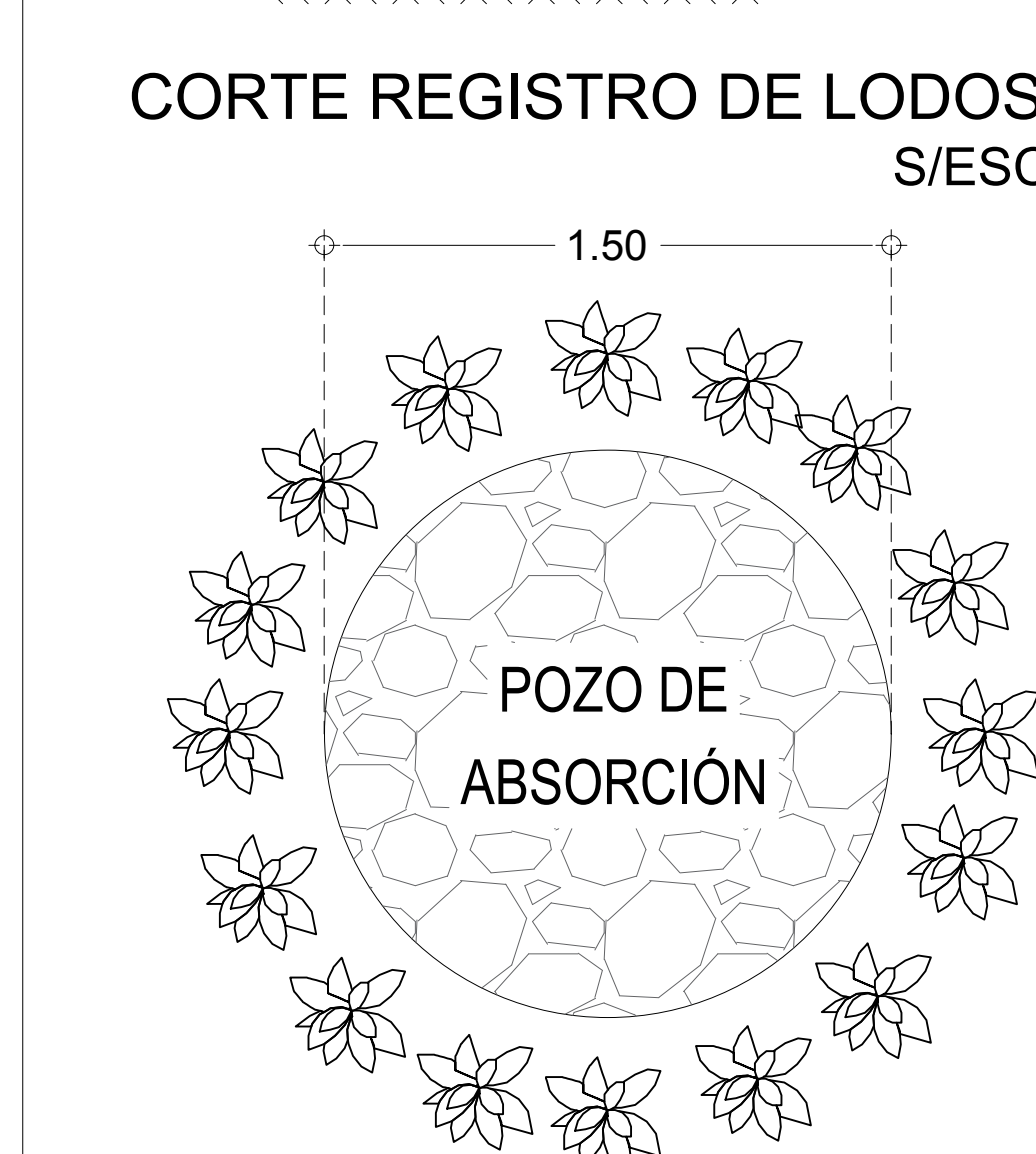 CORTE REGISTRO DE LODOS
S/ESC
1.50
POZO DE
ABSORCIÓN